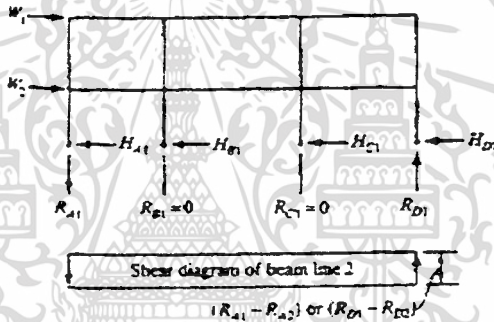 W₁
W₂
H_A1 H_B1 H_C1 H_D1
R_A1 R_B1 = 0 R_C1 = 0 R_D1
Shear diagram of beam line 2
(R_A1 − R_A2) or (R_D1 − R_D2)